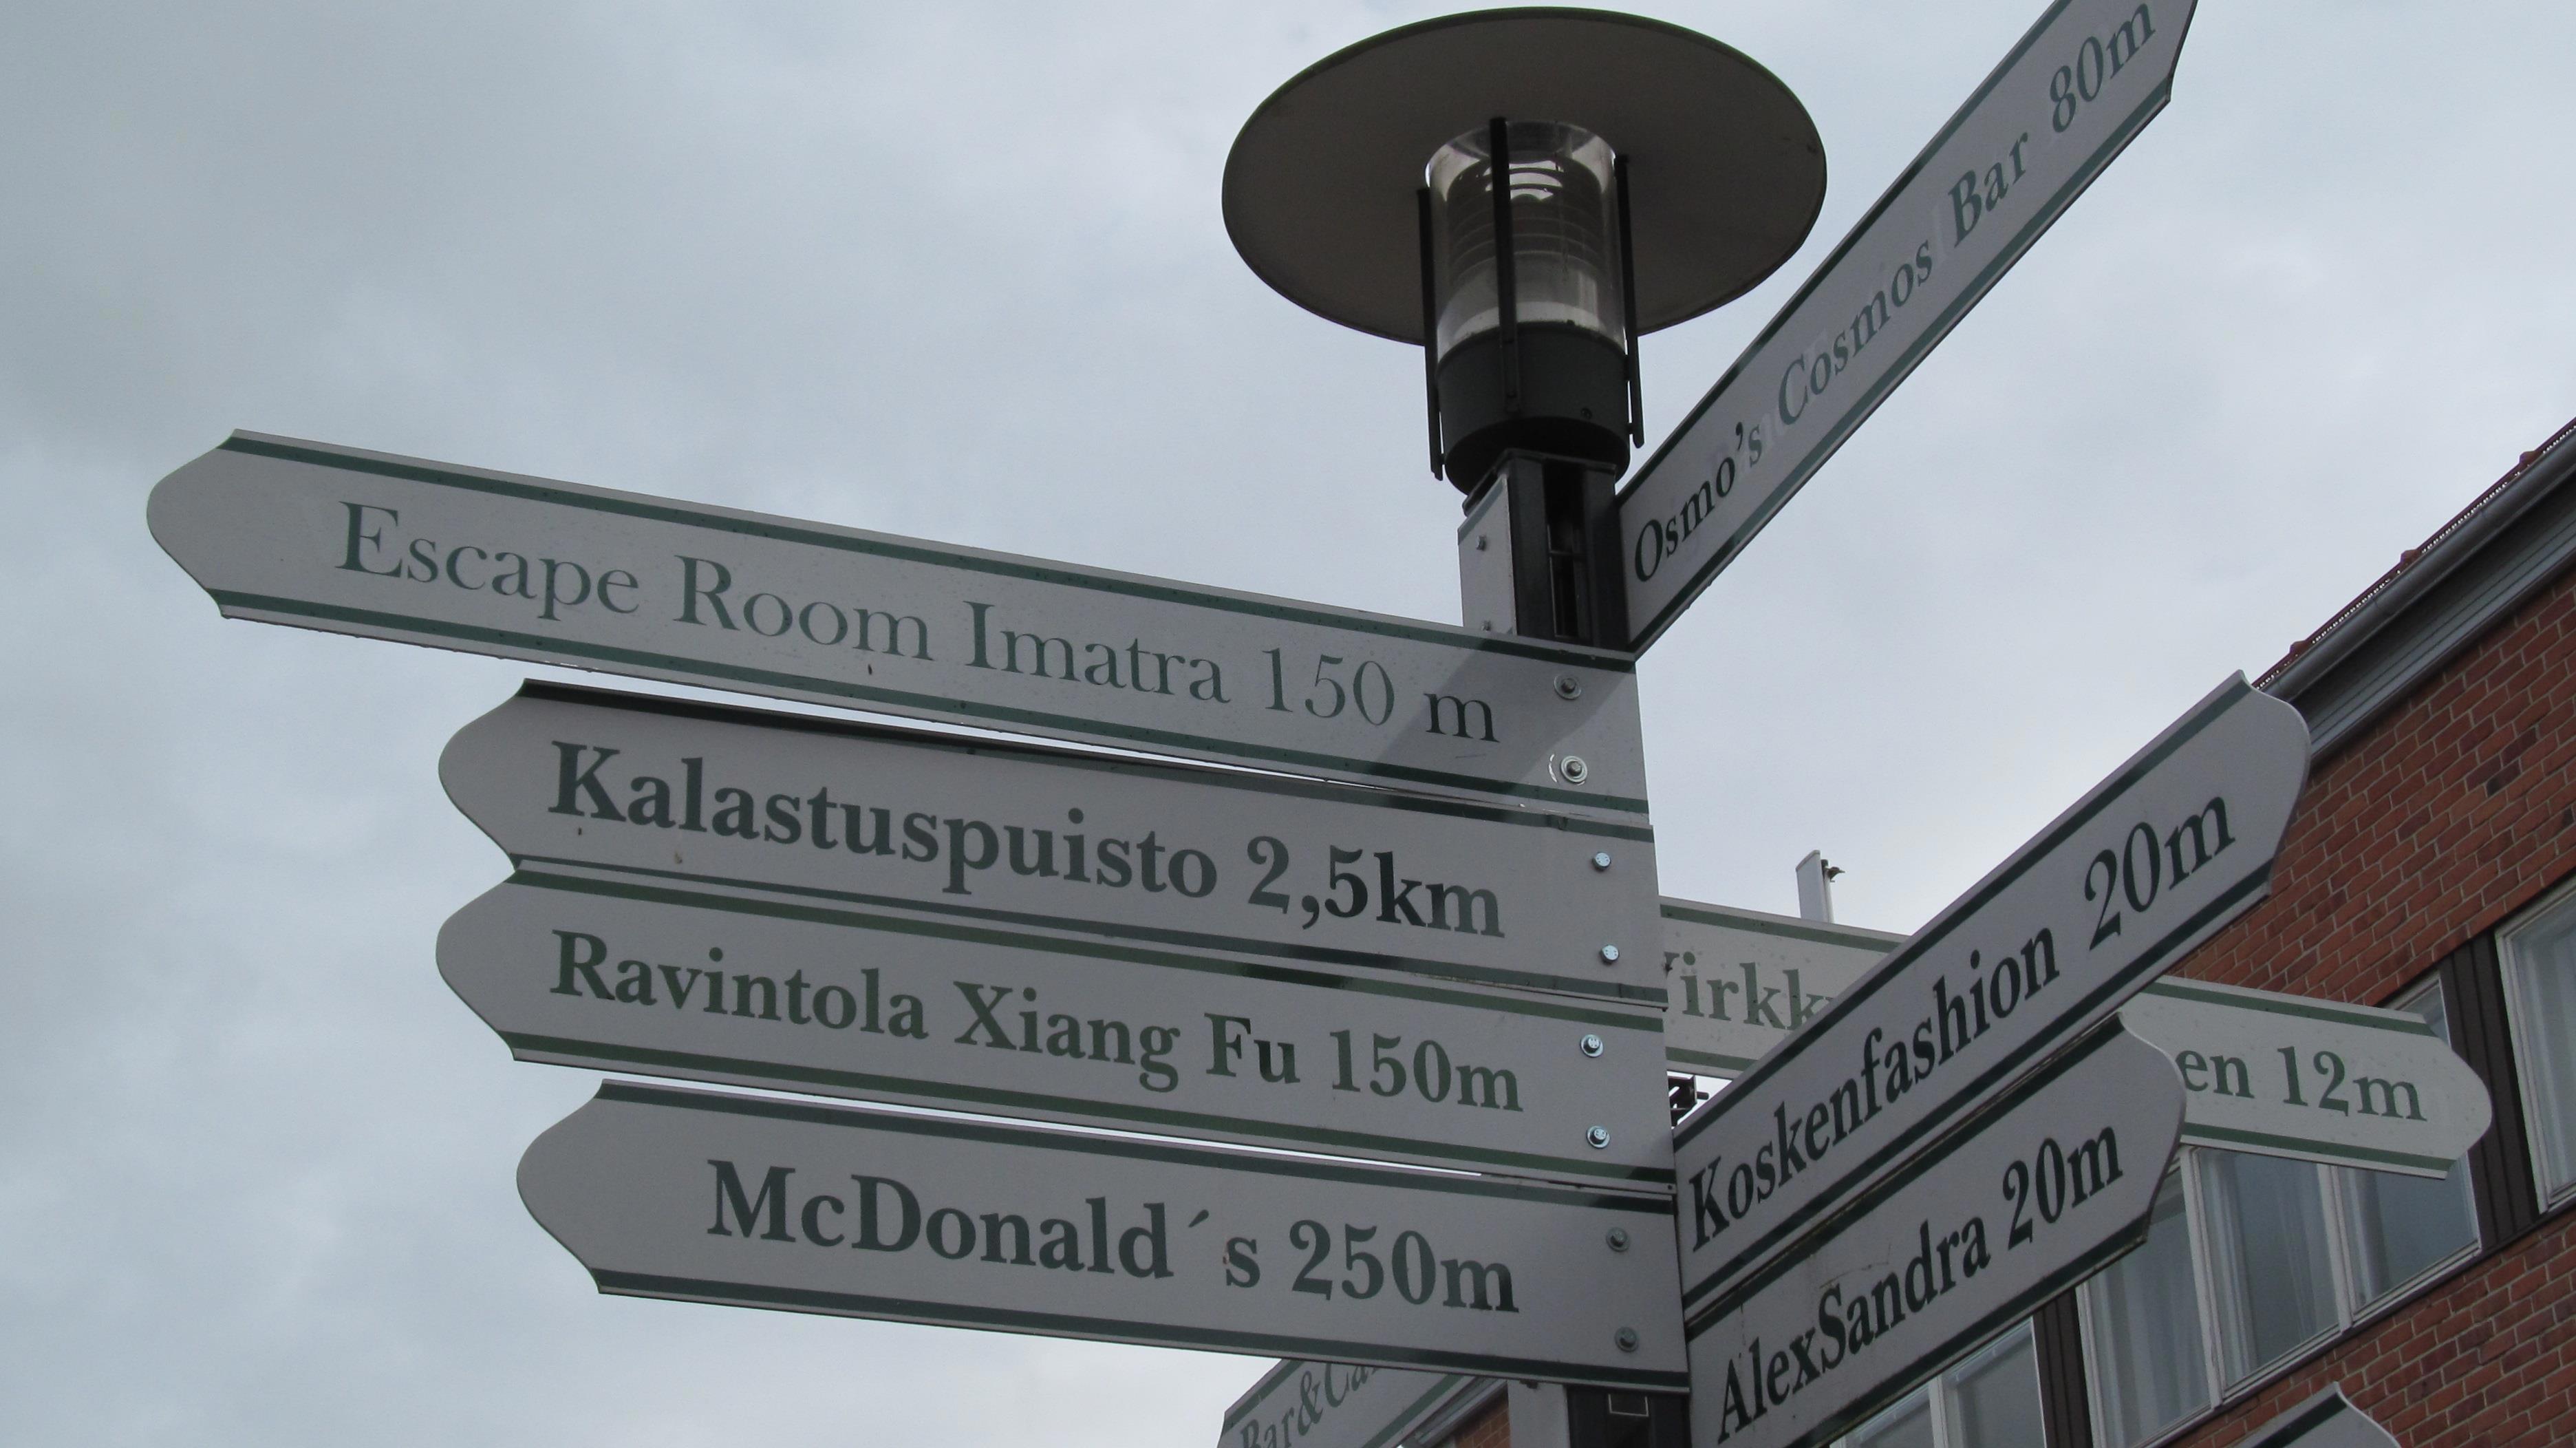 Osmo's Cosmos Bar 80m
Escape Room Imatra 150 m
Kalastuspuisto 2,5km
Ravintola Xiang Fu 150m
McDonald´s 250m
Koskenfashion 20m
AlexSandra 20m
12m